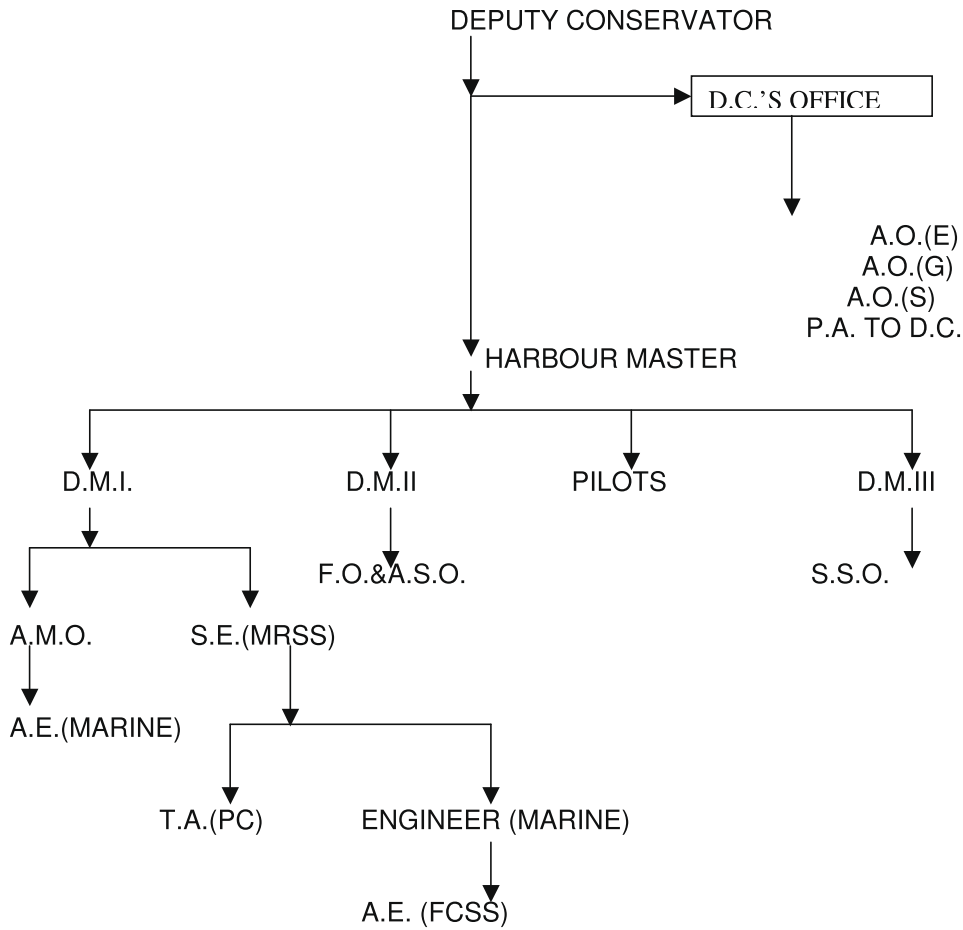 DEPUTY CONSERVATOR
D.C.'S OFFICE
A.O.(E)
A.O.(G)
A.O.(S)
P.A. TO D.C.
HARBOUR MASTER
D.M.I. D.M.II PILOTS D.M.III
F.O.&A.S.O. S.S.O.
A.M.O. S.E.(MRSS)
A.E.(MARINE)
T.A.(PC) ENGINEER (MARINE)
A.E. (FCSS)